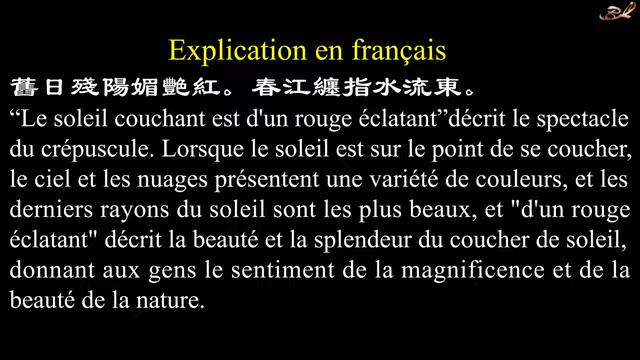 Explication en français
舊日殘陽媚艷紅。春江纏指水流東。
“Le soleil couchant est d'un rouge éclatant”décrit le spectacle
du crépuscule. Lorsque le soleil est sur le point de se coucher,
le ciel et les nuages présentent une variété de couleurs, et les
derniers rayons du soleil sont les plus beaux, et "d'un rouge
éclatant" décrit la beauté et la splendeur du coucher de soleil,
donnant aux gens le sentiment de la magnificence et de la
beauté de la nature.